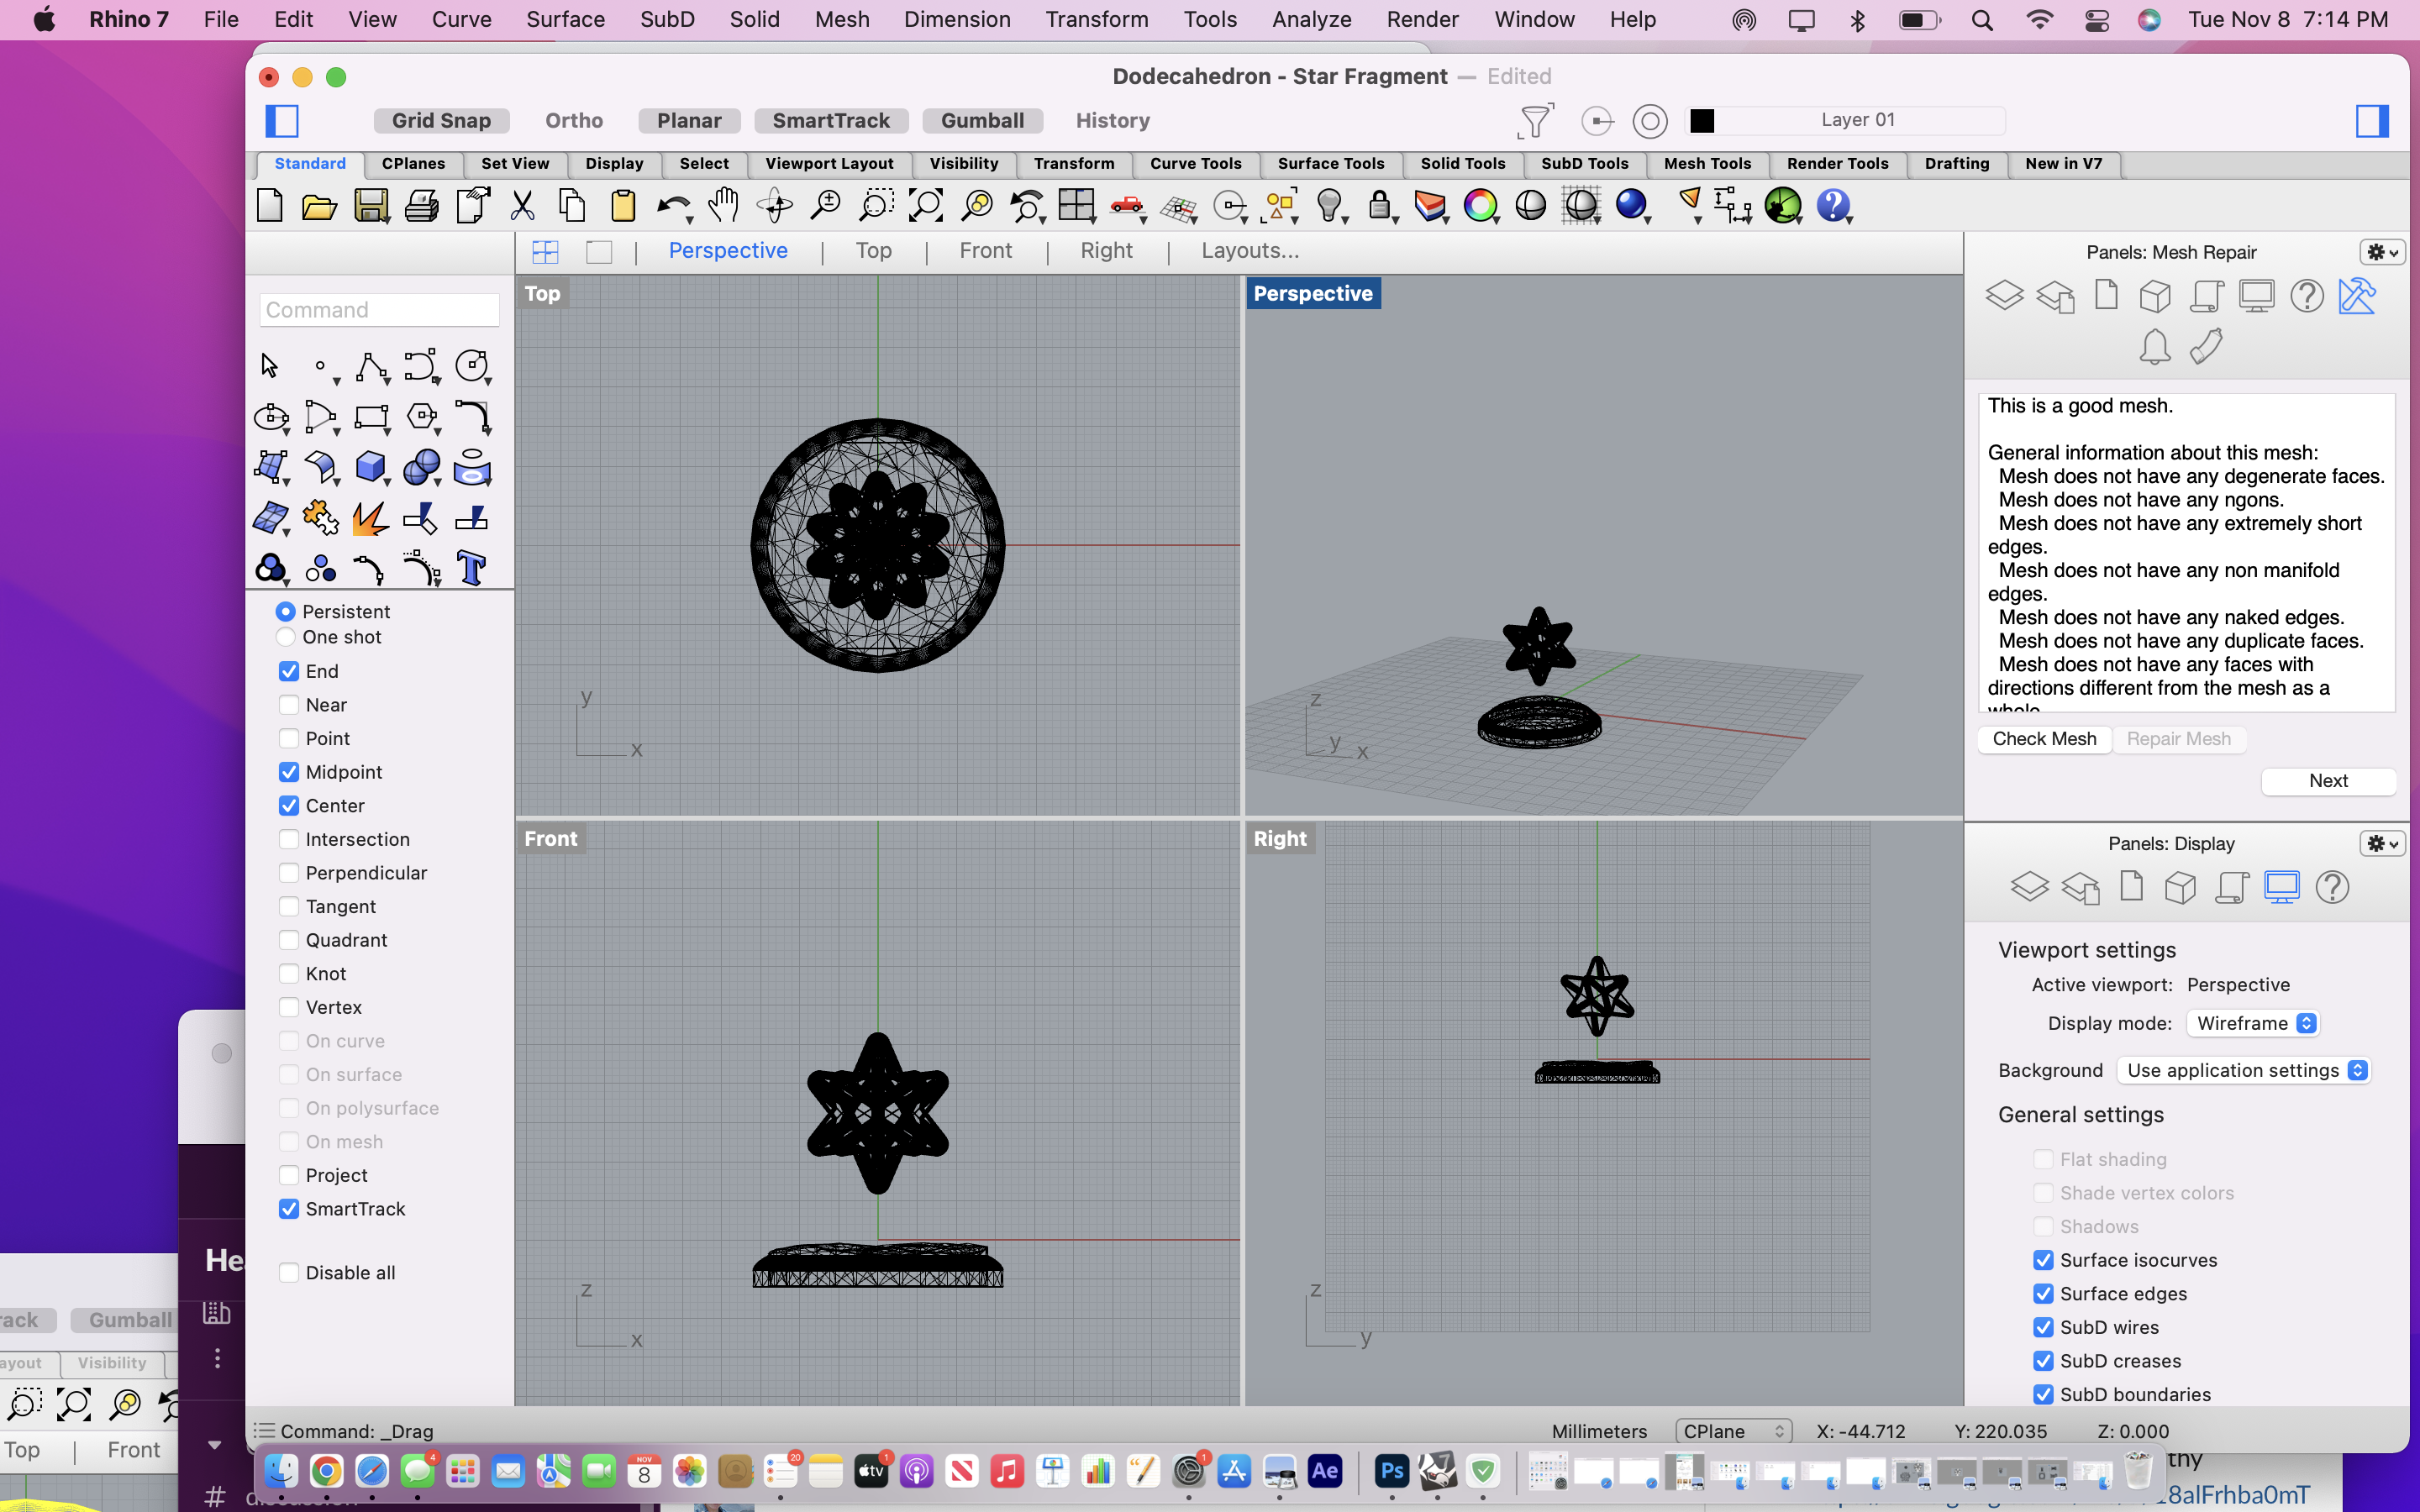 Rhino 7 File Edit View Curve Surface SubD Solid Mesh Dimension Transform Tools Analyze Render Window Help Tue Nov 8 7:14 PM
Dodecahedron - Star Fragment — Edited
Grid Snap Ortho Planar SmartTrack Gumball History Layer 01
Standard CPlanes Set View Display Select Viewport Layout Visibility Transform Curve Tools Surface Tools Solid Tools SubD Tools Mesh Tools Render Tools Drafting New in V7
Perspective | Top | Front | Right | Layouts...
Command
Persistent
One shot
End
Near
Point
Midpoint
Center
Intersection
Perpendicular
Tangent
Quadrant
Knot
Vertex
On curve
On surface
On polysurface
On mesh
Project
SmartTrack
Disable all
Top
y
x
Perspective
z
y
x
Front
z
x
Right
z
y
Panels: Mesh Repair
This is a good mesh.
General information about this mesh:
Mesh does not have any degenerate faces.
Mesh does not have any ngons.
Mesh does not have any extremely short
edges.
Mesh does not have any non manifold
edges.
Mesh does not have any naked edges.
Mesh does not have any duplicate faces.
Mesh does not have any faces with
directions different from the mesh as a
whole
Check Mesh Repair Mesh
Next
Panels: Display
Viewport settings
Active viewport: Perspective
Display mode: Wireframe
Background Use application settings
General settings
Flat shading
Shade vertex colors
Shadows
Surface isocurves
Surface edges
SubD wires
SubD creases
SubD boundaries
Command: _Drag
Millimeters CPlane X: -44.712 Y: 220.035 Z: 0.000
He
rack Gumball
ayout Visibility
Top | Front
4
NOV
8
20
tv
1
1
Ae
Ps
thy
18alFrhba0mT